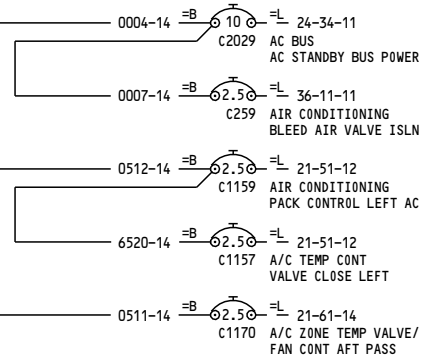 0004-14 =B 10 =L 24-34-11
C2029 AC BUS
AC STANDBY BUS POWER
0007-14 =B 2.5 =L 36-11-11
C259 AIR CONDITIONING
BLEED AIR VALVE ISLN
0512-14 =B 2.5 =L 21-51-12
C1159 AIR CONDITIONING
PACK CONTROL LEFT AC
6520-14 =B 2.5 =L 21-51-12
C1157 A/C TEMP CONT
VALVE CLOSE LEFT
0511-14 =B 2.5 =L 21-61-14
C1170 A/C ZONE TEMP VALVE/
FAN CONT AFT PASS